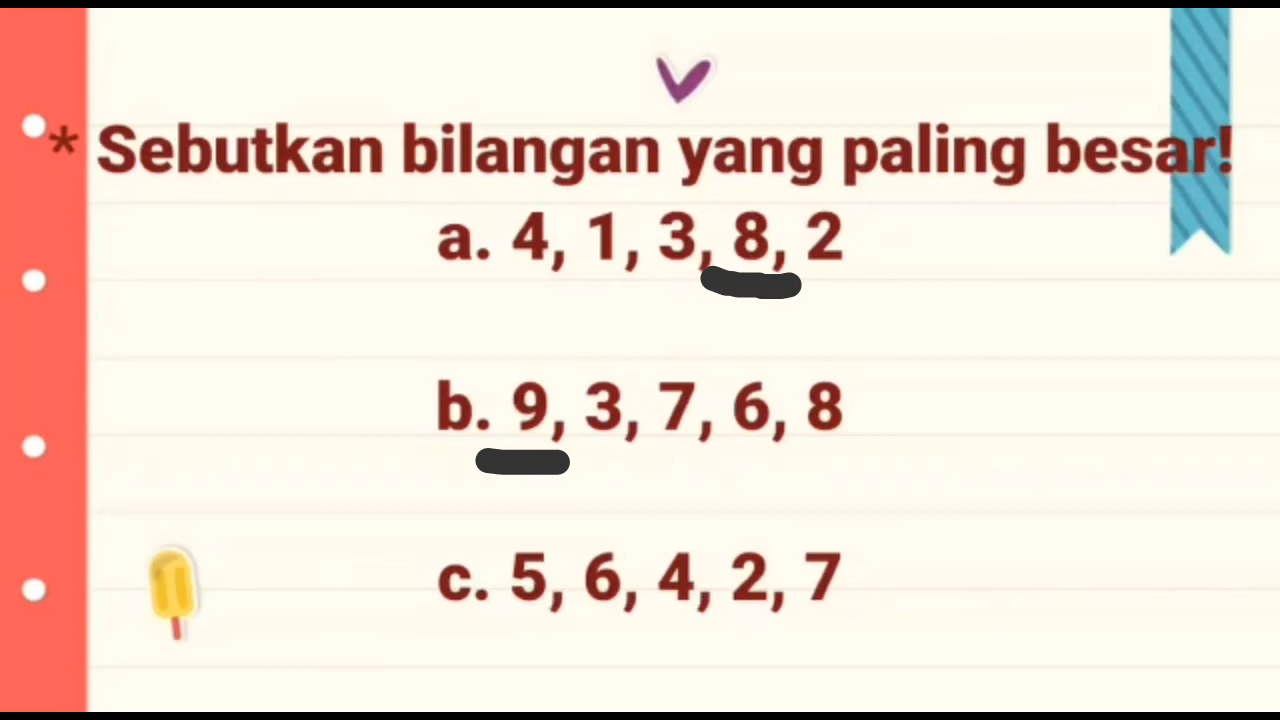 * Sebutkan bilangan yang paling besar!
a. 4, 1, 3, 8, 2
b. 9, 3, 7, 6, 8
c. 5, 6, 4, 2, 7